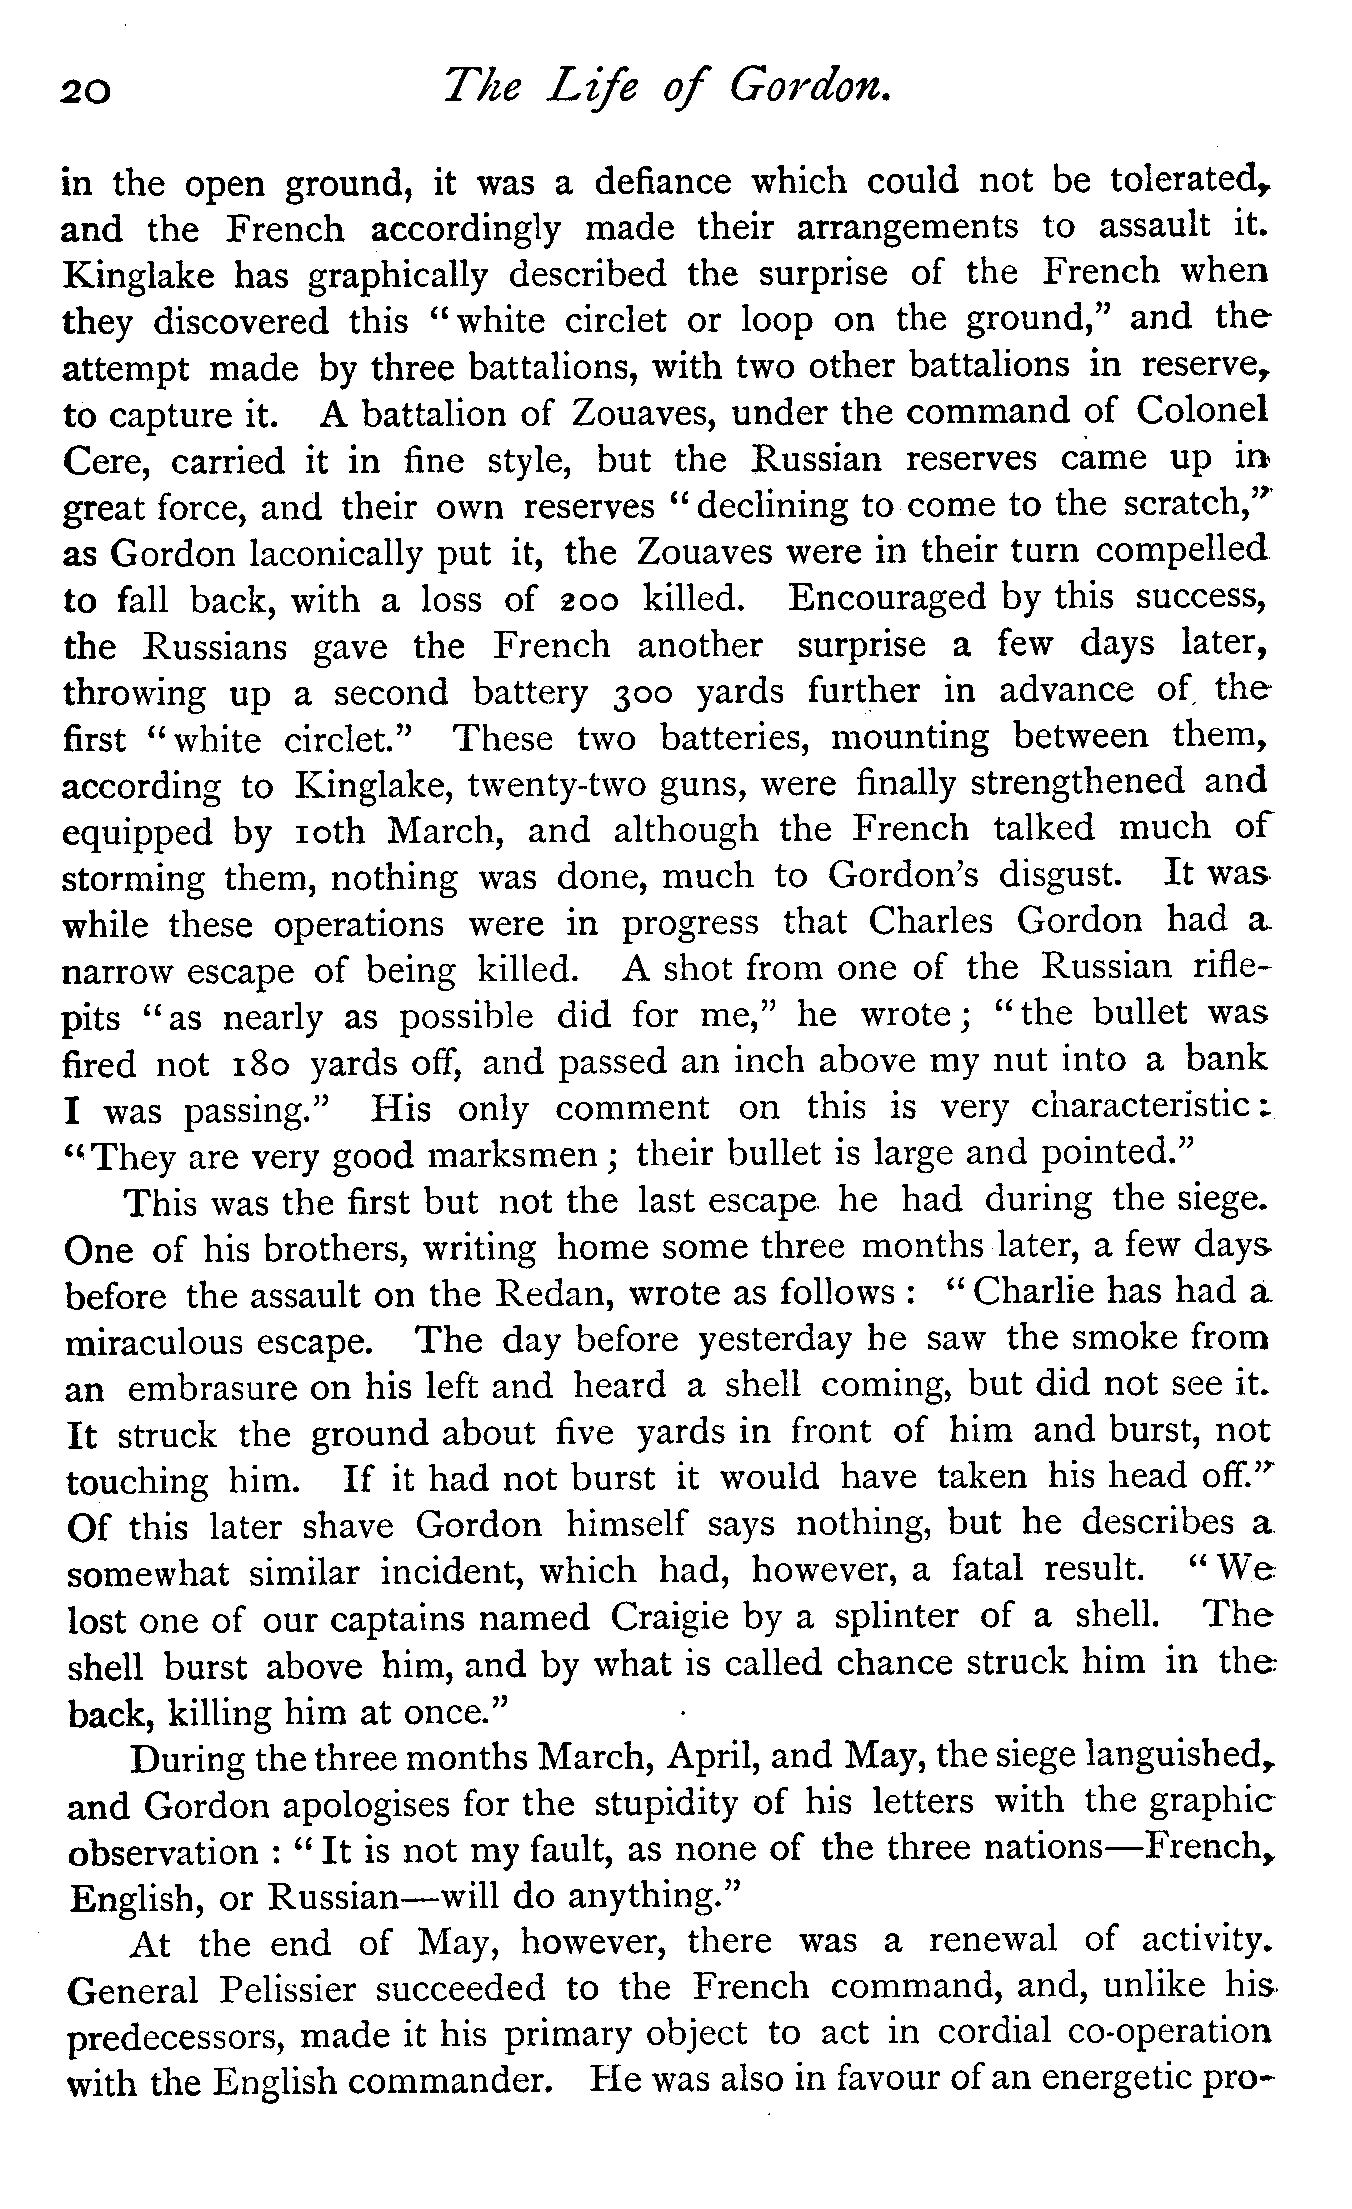 20 The Life of Gordon.
in the open ground, it was a defiance which could not be tolerated,
and the French accordingly made their arrangements to assault it.
Kinglake has graphically described the surprise of the French when
they discovered this “white circlet or loop on the ground,” and the
attempt made by three battalions, with two other battalions in reserve,
to capture it. A battalion of Zouaves, under the command of Colonel
Cere, carried it in fine style, but the Russian reserves came up in
great force, and their own reserves “declining to come to the scratch,”
as Gordon laconically put it, the Zouaves were in their turn compelled
to fall back, with a loss of 200 killed. Encouraged by this success,
the Russians gave the French another surprise a few days later,
throwing up a second battery 300 yards further in advance of the
first “white circlet.” These two batteries, mounting between them,
according to Kinglake, twenty-two guns, were finally strengthened and
equipped by 10th March, and although the French talked much of
storming them, nothing was done, much to Gordon’s disgust. It was
while these operations were in progress that Charles Gordon had a
narrow escape of being killed. A shot from one of the Russian rifle-
pits “as nearly as possible did for me,” he wrote; “the bullet was
fired not 180 yards off, and passed an inch above my nut into a bank
I was passing.” His only comment on this is very characteristic:
“They are very good marksmen; their bullet is large and pointed.”
This was the first but not the last escape he had during the siege.
One of his brothers, writing home some three months later, a few days
before the assault on the Redan, wrote as follows: “Charlie has had a
miraculous escape. The day before yesterday he saw the smoke from
an embrasure on his left and heard a shell coming, but did not see it.
It struck the ground about five yards in front of him and burst, not
touching him. If it had not burst it would have taken his head off.”
Of this later shave Gordon himself says nothing, but he describes a
somewhat similar incident, which had, however, a fatal result. “We
lost one of our captains named Craigie by a splinter of a shell. The
shell burst above him, and by what is called chance struck him in the
back, killing him at once.”
During the three months March, April, and May, the siege languished,
and Gordon apologises for the stupidity of his letters with the graphic
observation: “It is not my fault, as none of the three nations—French,
English, or Russian—will do anything.”
At the end of May, however, there was a renewal of activity.
General Pelissier succeeded to the French command, and, unlike his
predecessors, made it his primary object to act in cordial co-operation
with the English commander. He was also in favour of an energetic pro-